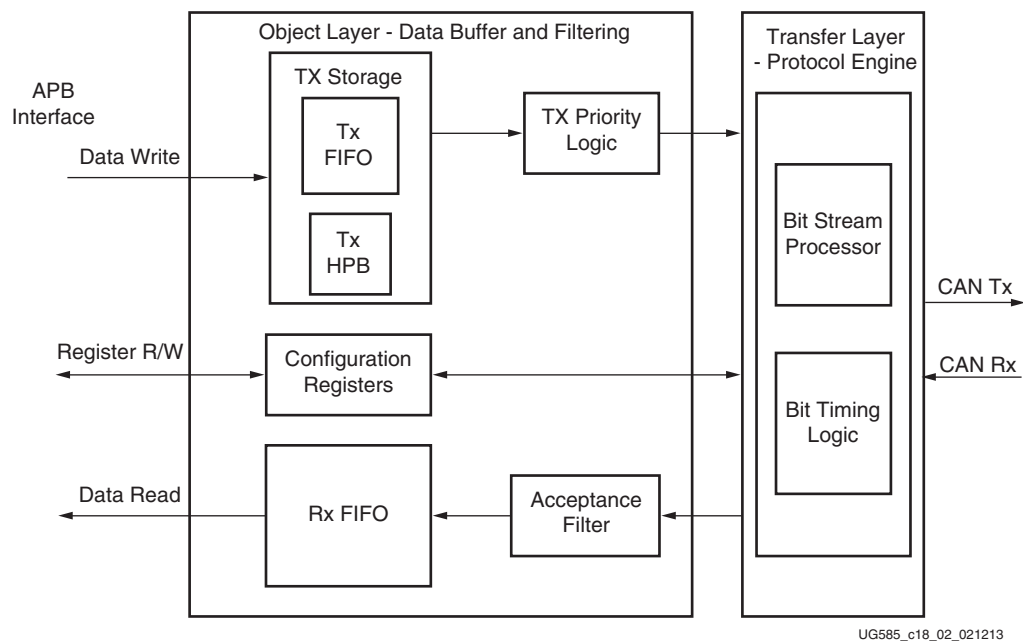 Object Layer - Data Buffer and Filtering
Transfer Layer
- Protocol Engine
APB
Interface
TX Storage
Tx
FIFO
TX Priority
Logic
Data Write
Tx
HPB
Bit Stream
Processor
CAN Tx
Register R/W
Configuration
Registers
CAN Rx
Bit Timing
Logic
Data Read
Rx FIFO
Acceptance
Filter
UG585_c18_02_021213